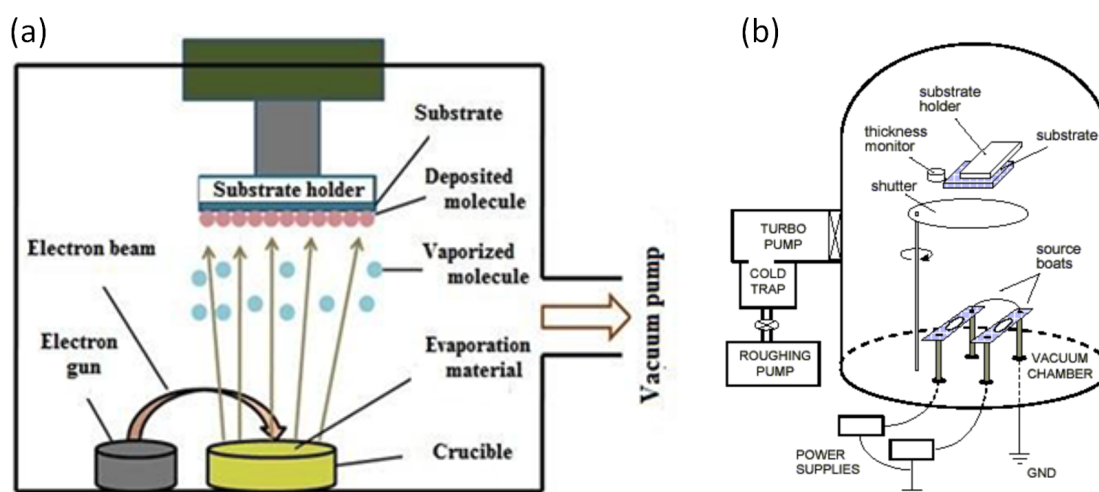 (a)
Substrate
Substrate holder
Deposited
molecule
Electron beam
Vaporized
molecule
Electron
gun
Evaporation
material
Crucible
Vacuum pump
(b)
substrate
holder
thickness
monitor
substrate
shutter
TURBO
PUMP
COLD
TRAP
source
boats
ROUGHING
PUMP
VACUUM
CHAMBER
POWER
SUPPLIES
GND